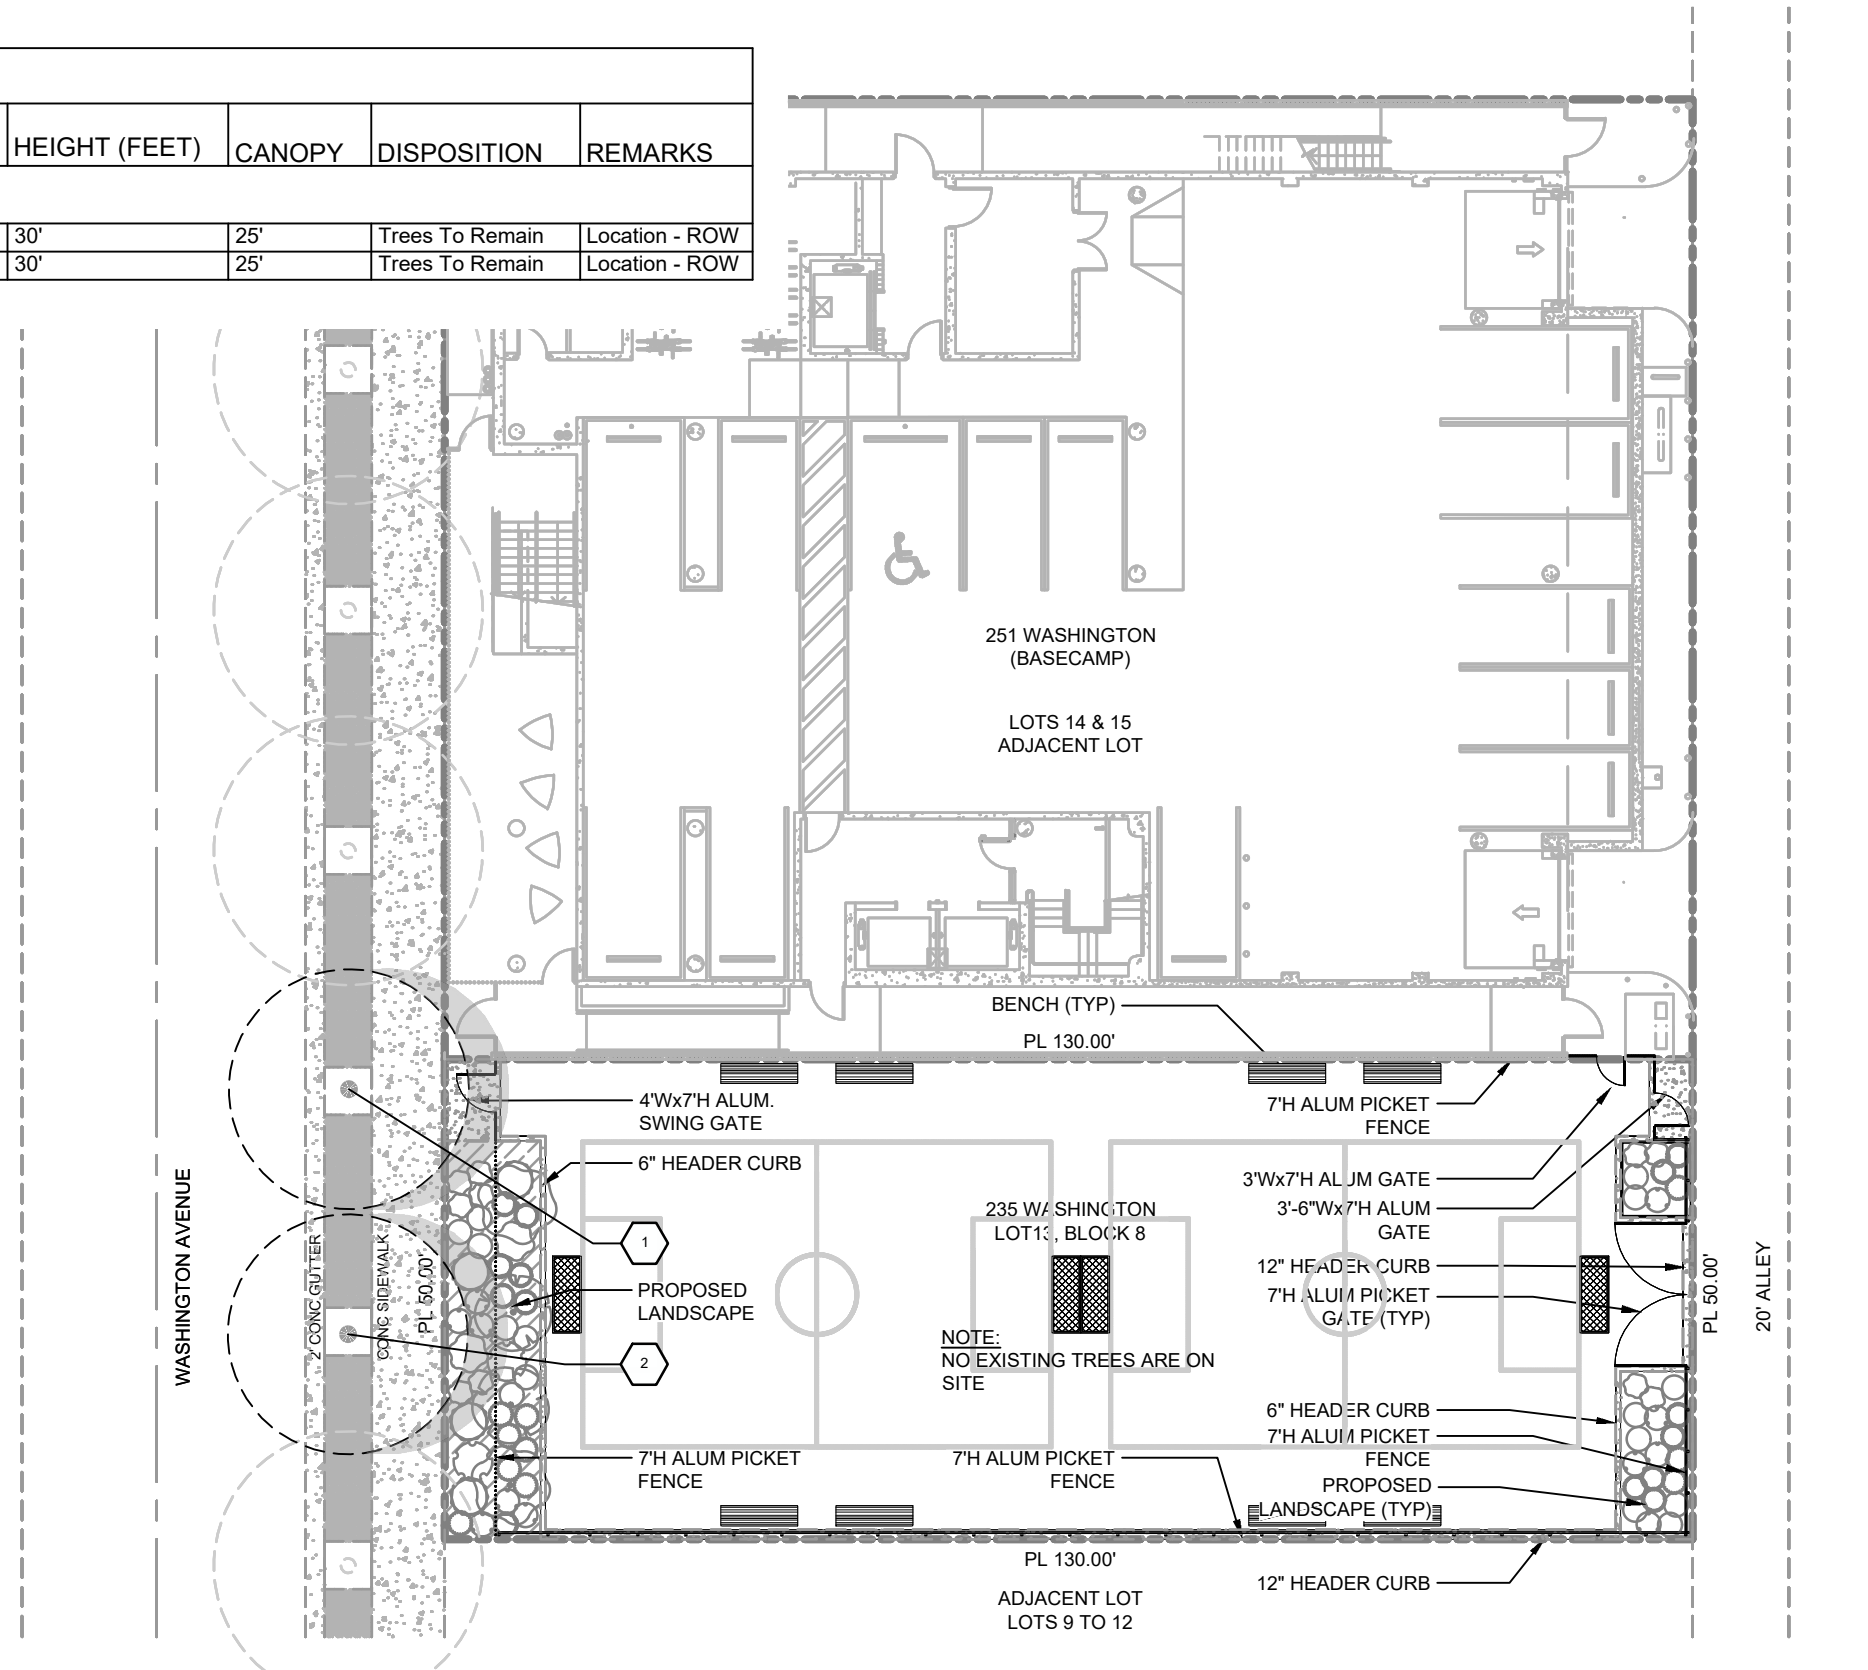 HEIGHT (FEET) CANOPY DISPOSITION REMARKS
30' 25' Trees To Remain Location - ROW
30' 25' Trees To Remain Location - ROW
251 WASHINGTON
(BASECAMP)
LOTS 14 & 15
ADJACENT LOT
BENCH (TYP)
PL 130.00'
4'Wx7'H ALUM.
SWING GATE
7'H ALUM PICKET
FENCE
6" HEADER CURB
3'Wx7'H ALUM GATE
3'-6"Wx7'H ALUM
GATE
235 WASHINGTON
LOT13, BLOCK 8
1
12" HEADER CURB
7'H ALUM PICKET
GATE (TYP)
PROPOSED
LANDSCAPE
WASHINGTON AVENUE
2' CONC GUTTER
CONC SIDEWALK
PL 50.00'
PL 50.00'
20' ALLEY
NOTE:
NO EXISTING TREES ARE ON
SITE
2
6" HEADER CURB
7'H ALUM PICKET
FENCE
7'H ALUM PICKET
FENCE
7'H ALUM PICKET
FENCE
PROPOSED
LANDSCAPE (TYP)
PL 130.00'
12" HEADER CURB
ADJACENT LOT
LOTS 9 TO 12